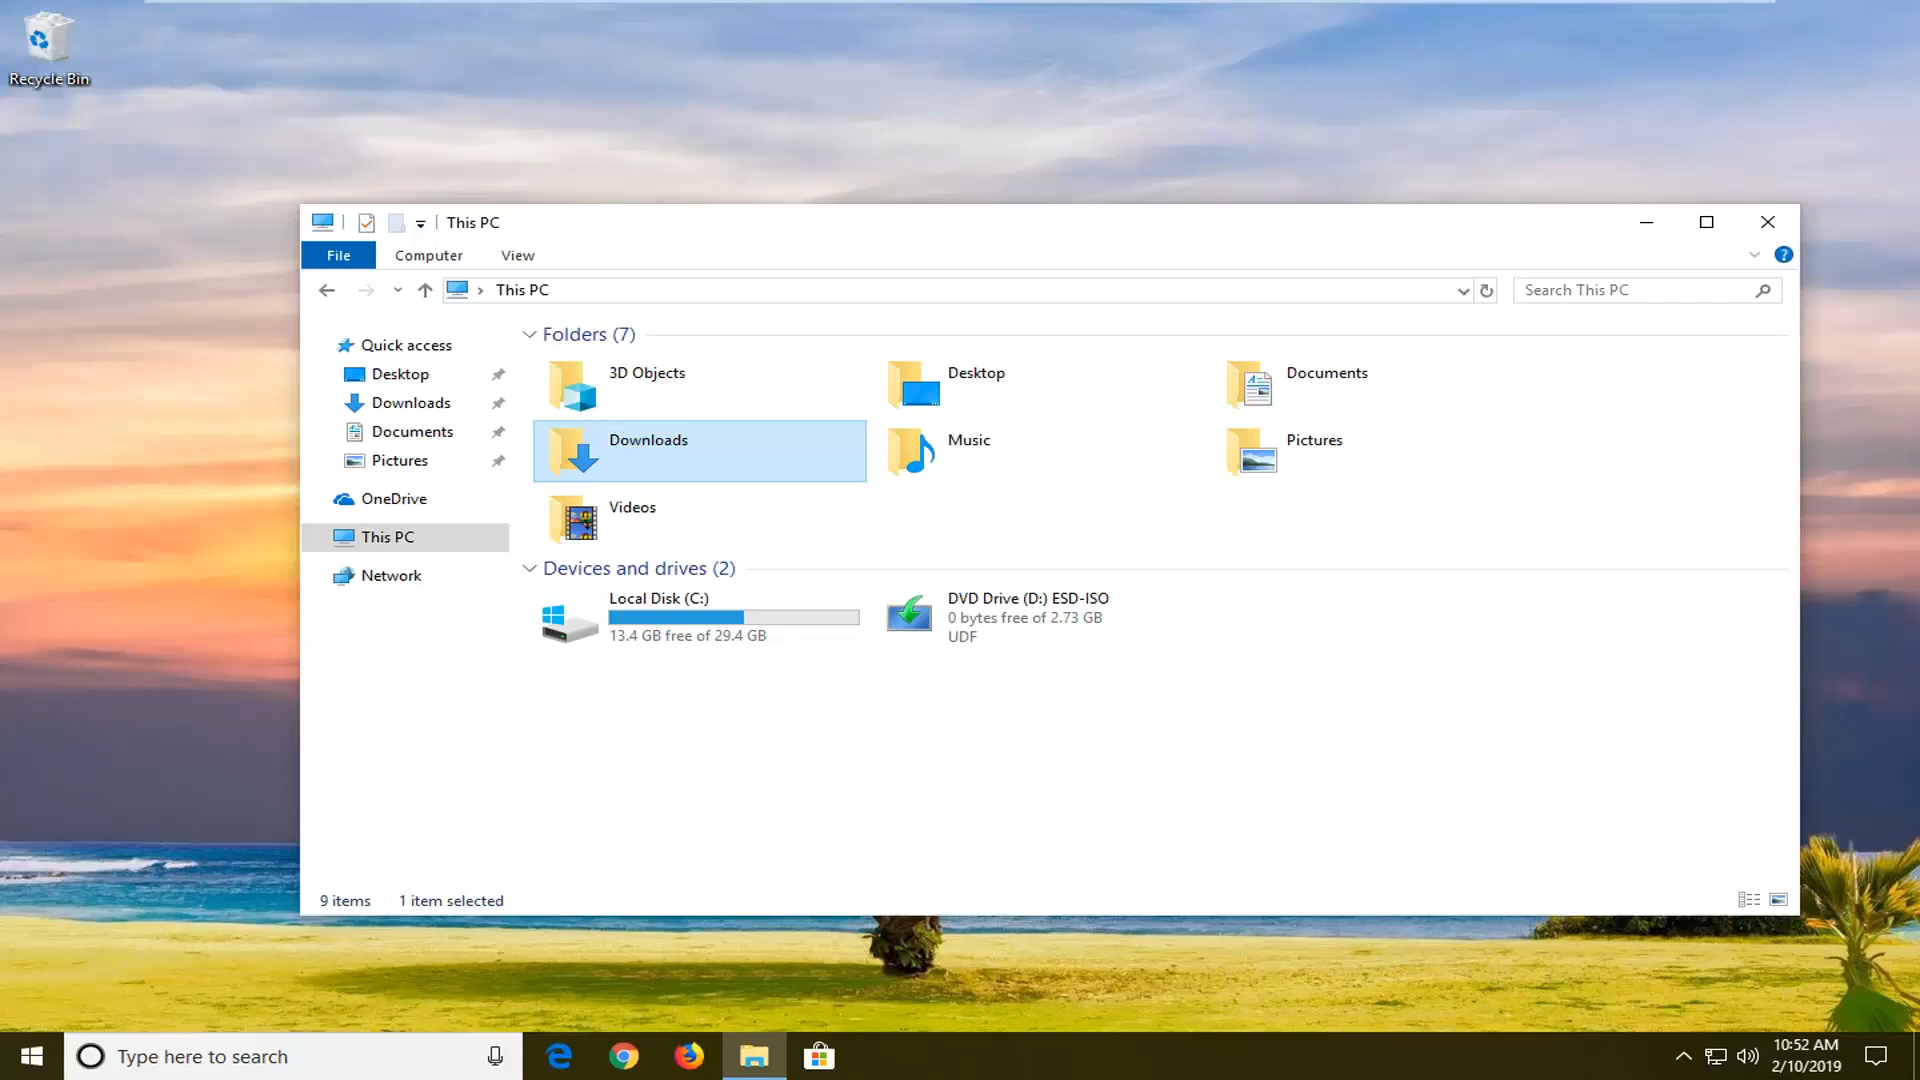 Recycle Bin
This PC
File Computer View
This PC
Search This PC
Quick access
Desktop
Downloads
Documents
Pictures
OneDrive
This PC
Network
Folders (7)
3D Objects
Desktop
Documents
Downloads
Music
Pictures
Videos
Devices and drives (2)
Local Disk (C:)
13.4 GB free of 29.4 GB
DVD Drive (D:) ESD-ISO
0 bytes free of 2.73 GB
UDF
9 items 1 item selected
Type here to search
10:52 AM
2/10/2019